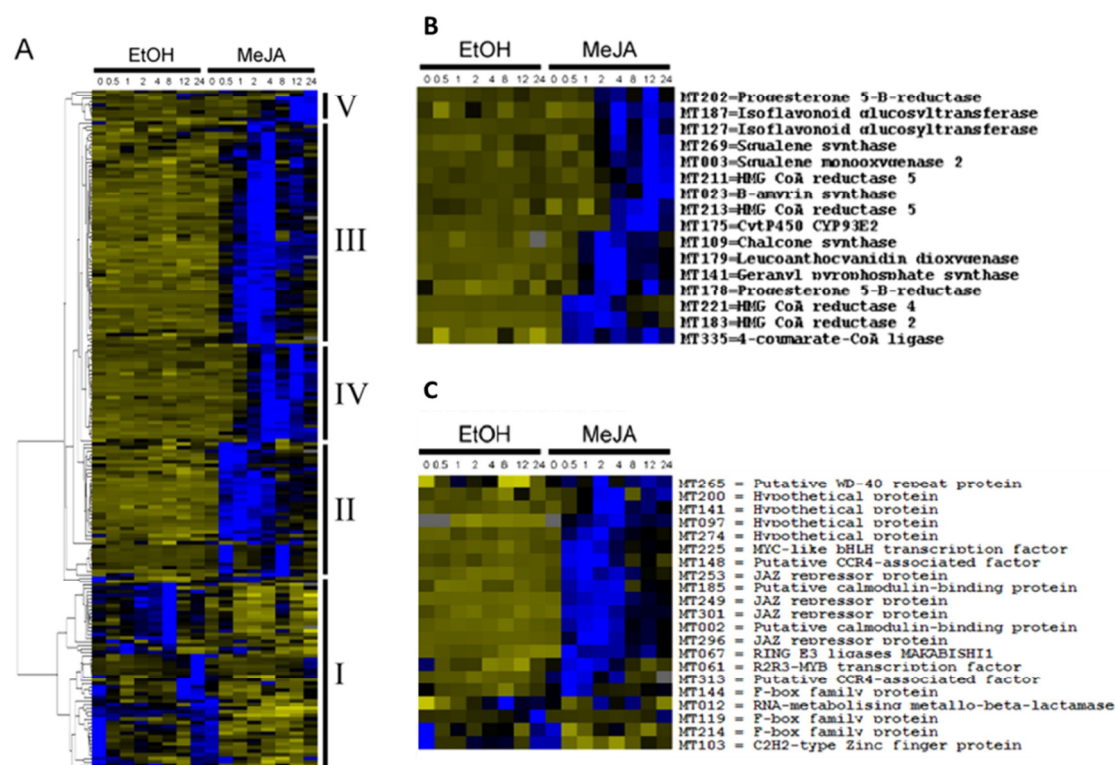 A
EtOH MeJA
0 0.5 1 2 4 8 12 24 0 0.5 1 2 4 8 12 24
V
III
IV
II
I
B
EtOH MeJA
0 0.5 1 2 4 8 12 24 0 0.5 1 2 4 8 12 24
MT202=Progesterone 5-B-reductase
MT187=Isoflavonoid glucosyltransferase
MT127=Isoflavonoid glucosyltransferase
MT269=Squalene synthase
MT003=Squalene monooxygenase 2
MT211=HMG CoA reductase 5
MT023=B-amyrin synthase
MT213=HMG CoA reductase 5
MT175=CytP450 CYP93E2
MT109=Chalcone synthase
MT179=Leucoanthocyanidin dioxygenase
MT141=Geranyl pyrophosphate synthase
MT178=Progesterone 5-B-reductase
MT221=HMG CoA reductase 4
MT183=HMG CoA reductase 2
MT335=4-coumarate-CoA ligase
C
EtOH MeJA
0 0.5 1 2 4 8 12 24 0 0.5 1 2 4 8 12 24
MT265 = Putative WD-40 repeat protein
MT200 = Hypothetical protein
MT141 = Hypothetical protein
MT097 = Hypothetical protein
MT274 = Hypothetical protein
MT225 = MYC-like bHLH transcription factor
MT148 = Putative CCR4-associated factor
MT253 = JAZ repressor protein
MT185 = Putative calmodulin-binding protein
MT249 = JAZ repressor protein
MT301 = JAZ repressor protein
MT002 = Putative calmodulin-binding protein
MT296 = JAZ repressor protein
MT067 = RING E3 ligases MAKABISHI1
MT061 = R2R3-MYB transcription factor
MT313 = Putative CCR4-associated factor
MT144 = F-box family protein
MT012 = RNA-metabolising metallo-beta-lactamase
MT119 = F-box family protein
MT214 = F-box family protein
MT103 = C2H2-type Zinc finger protein